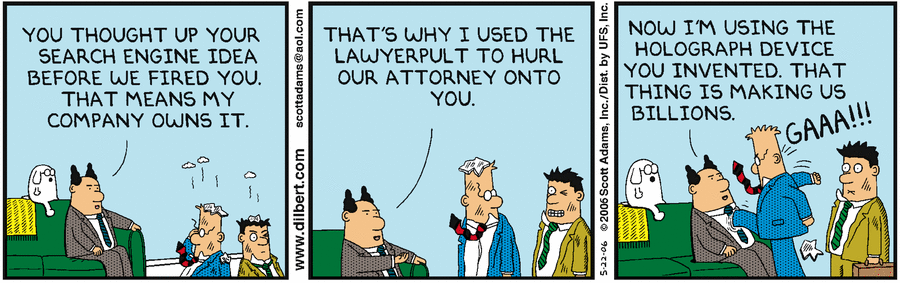 YOU THOUGHT UP YOUR
SEARCH ENGINE IDEA
BEFORE WE FIRED YOU.
THAT MEANS MY
COMPANY OWNS IT.
www.dilbert.com scottadams@aol.com
THAT'S WHY I USED THE
LAWYERPULT TO HURL
OUR ATTORNEY ONTO
YOU.
5-22-06 ©2006 Scott Adams, Inc./Dist. by UFS, Inc.
NOW I'M USING THE
HOLOGRAPH DEVICE
YOU INVENTED. THAT
THING IS MAKING US
BILLIONS.
GAAA!!!